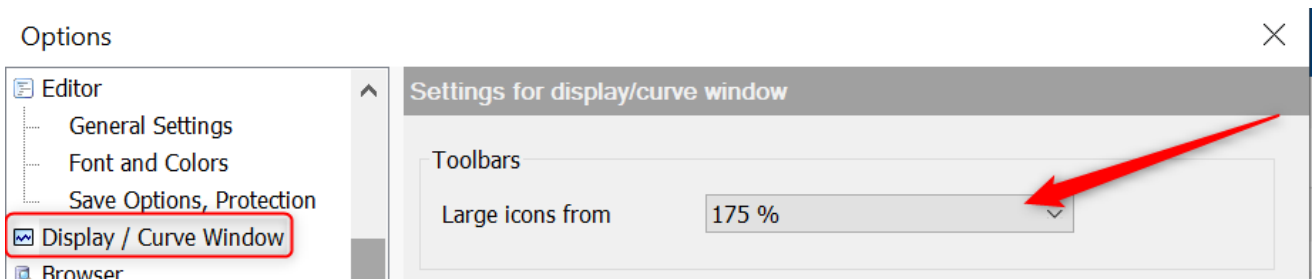 Options
Editor
General Settings
Font and Colors
Save Options, Protection
Display / Curve Window
Browser
Settings for display/curve window
Toolbars
Large icons from
175 %